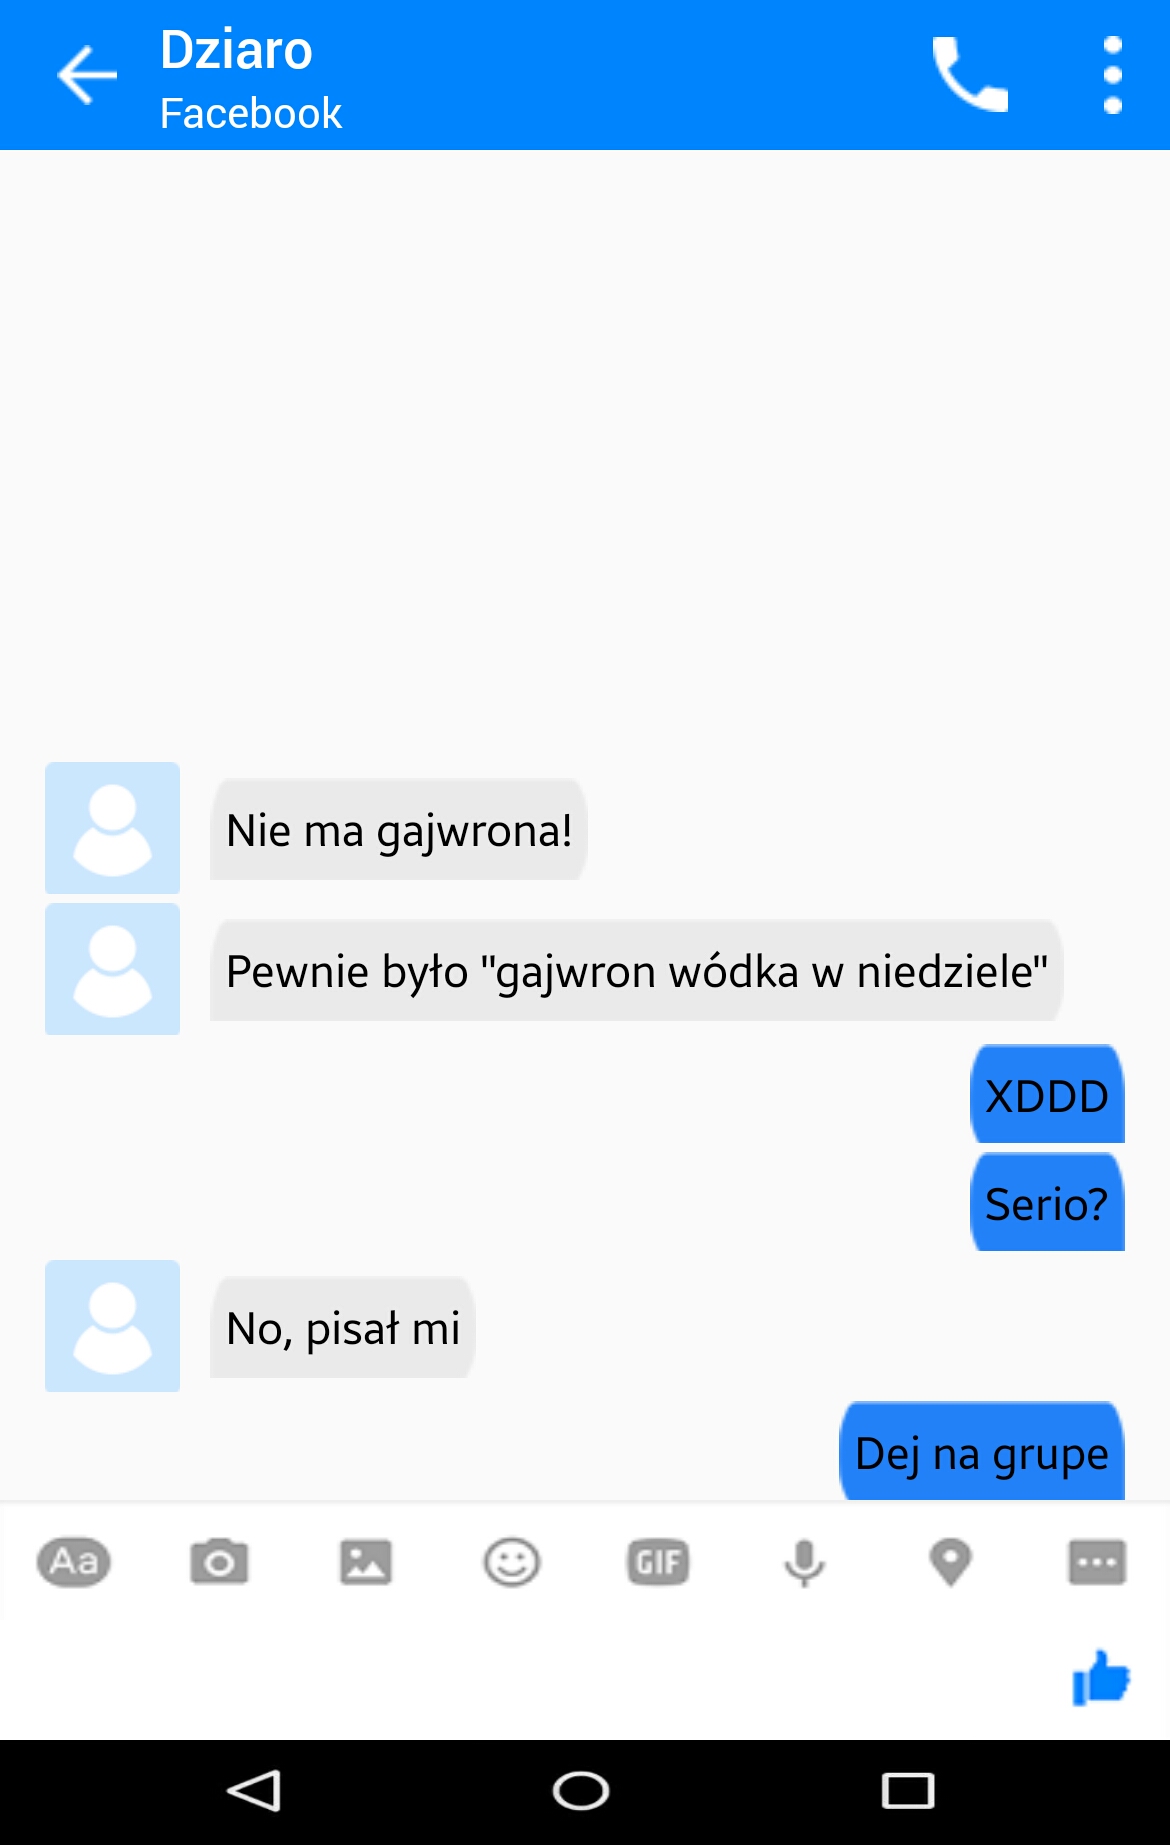 Dziaro
Facebook
Nie ma gajwrona!
Pewnie było "gajwron wódka w niedziele"
XDDD
Serio?
No, pisał mi
Dej na grupe
Aa
GIF